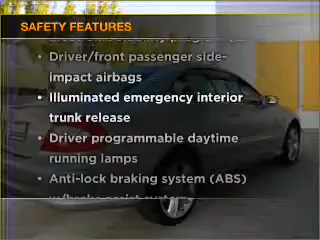 SAFETY FEATURES
• Driver/front passenger side-
impact airbags
• Illuminated emergency interior
trunk release
• Driver programmable daytime
running lamps
• Anti-lock braking system (ABS)